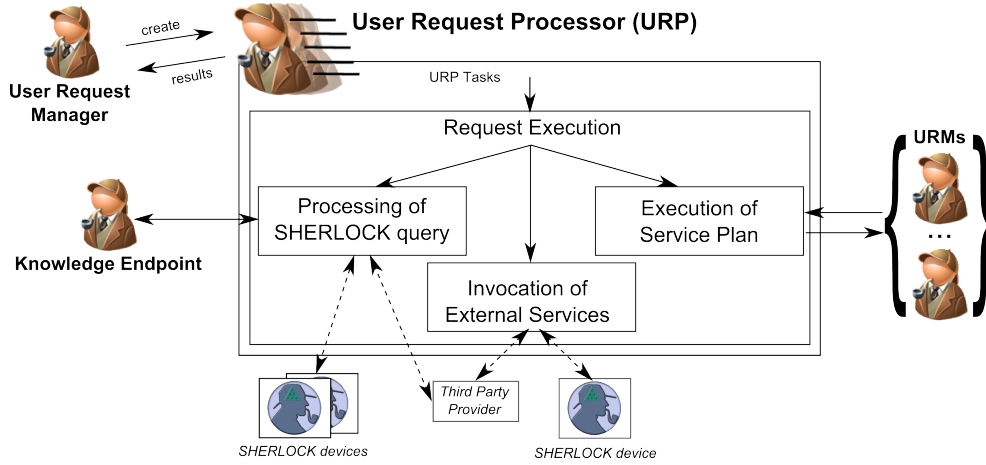 User Request Processor (URP)
create
results
User Request
Manager
URP Tasks
Request Execution
URMs
Processing of
SHERLOCK query
Execution of
Service Plan
...
Knowledge Endpoint
Invocation of
External Services
Third Party
Provider
SHERLOCK devices
SHERLOCK device